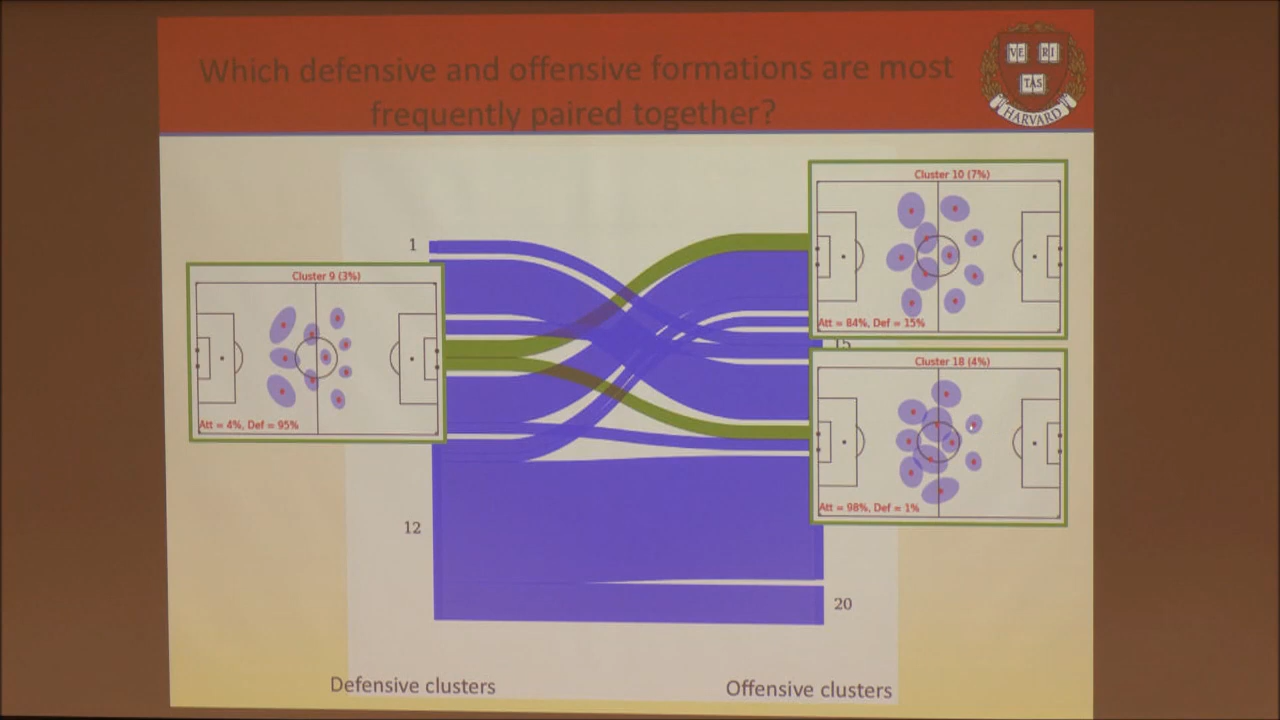 Which defensive and offensive formations are most
frequently paired together?
VE RI
TAS
HARVARD
Cluster 10 (7%)
Att = 84%, Def = 15%
1
Cluster 9 (3%)
Att = 4%, Def = 95%
15
Cluster 18 (4%)
Att = 98%, Def = 1%
12
20
Defensive clusters
Offensive clusters